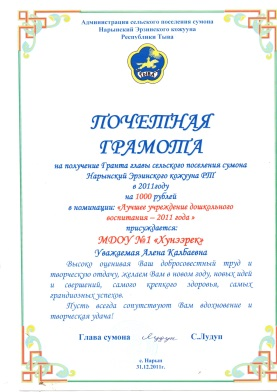 Администрация сельского поселения сумона
Нарынский Эрзинского кожууна
Республики Тыва
ПОЧЕТНАЯ
ГРАМОТА
на получение Гранта главы сельского поселения сумона
Нарынский Эрзинского кожууна РТ
в 2011году
на 1000 рублей
в номинации: «Лучшее учреждение дошкольного
воспитания – 2011 года »
присуждается:
МДОУ №1 «Хунээрек»
Уважаемая Алена Калбаевна
Высоко оценивая Ваш добросовестный труд и
творческую отдачу, желаем Вам в новом году, новых идей
и свершений, самого крепкого здоровья, самых
грандиозных успехов.
Пусть всегда сопутствуют Вам вдохновение и
творческая удача!
Глава сумона С.Лудуп
с. Нарын
31.12.2011г.